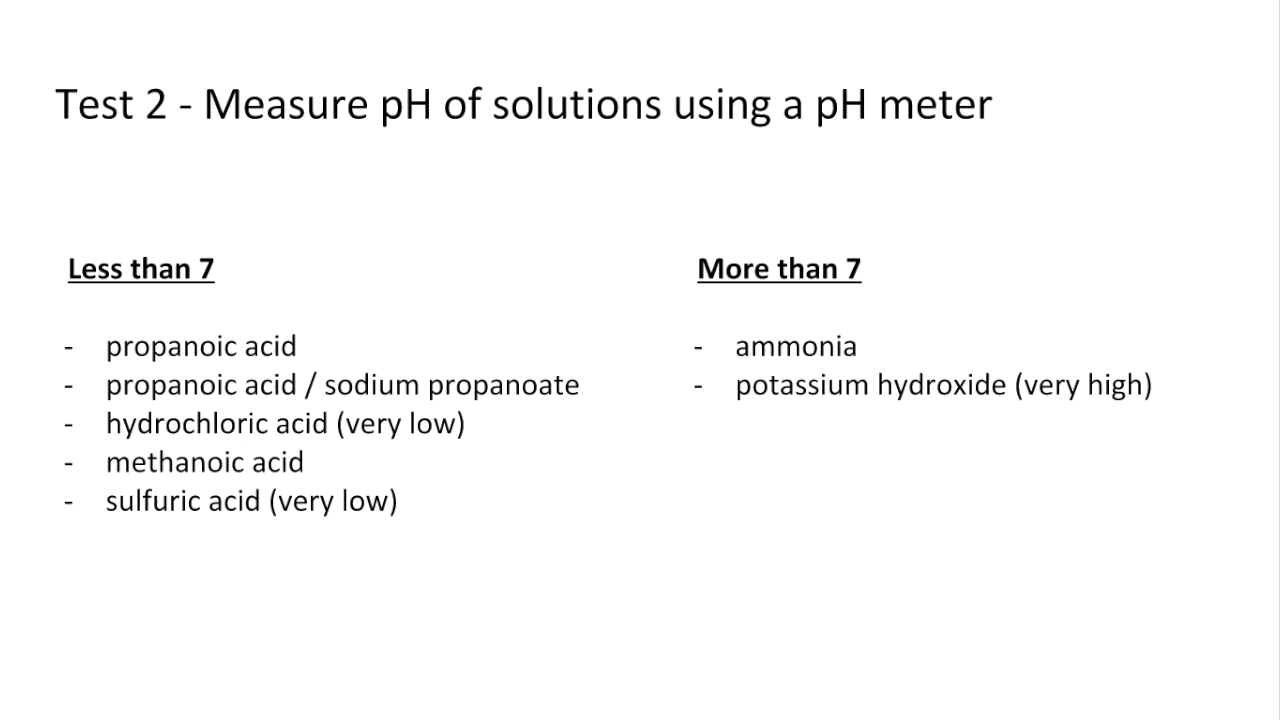 Test 2 - Measure pH of solutions using a pH meter
Less than 7
- propanoic acid
- propanoic acid / sodium propanoate
- hydrochloric acid (very low)
- methanoic acid
- sulfuric acid (very low)
More than 7
- ammonia
- potassium hydroxide (very high)